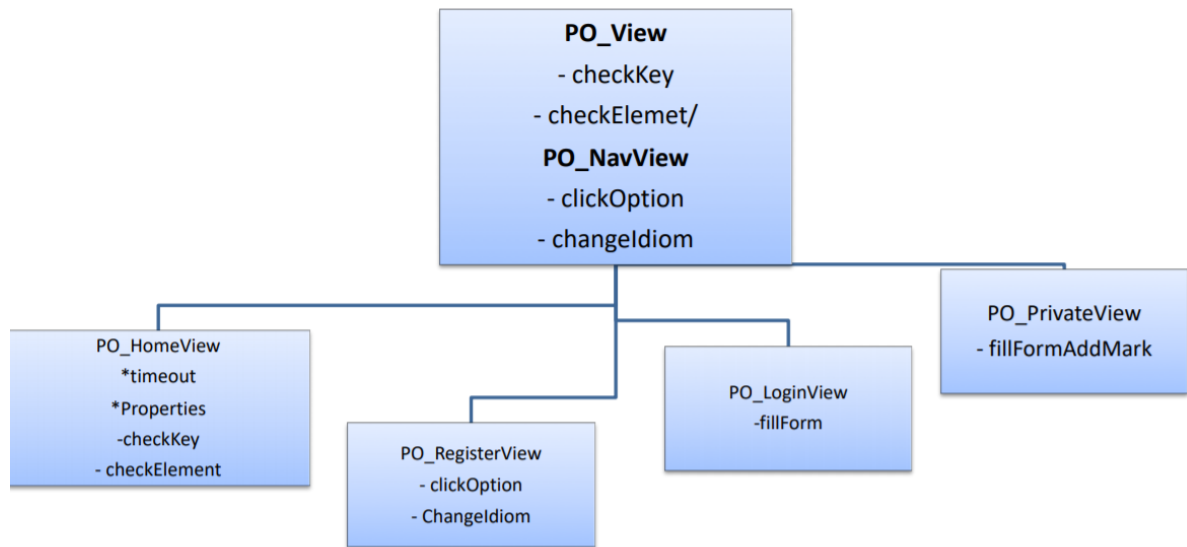 PO_View
- checkKey
- checkElemet/
PO_NavView
- clickOption
- changeIdiom
PO_HomeView
*timeout
*Properties
-checkKey
- checkElement
PO_RegisterView
- clickOption
- ChangeIdiom
PO_LoginView
-fillForm
PO_PrivateView
- fillFormAddMark